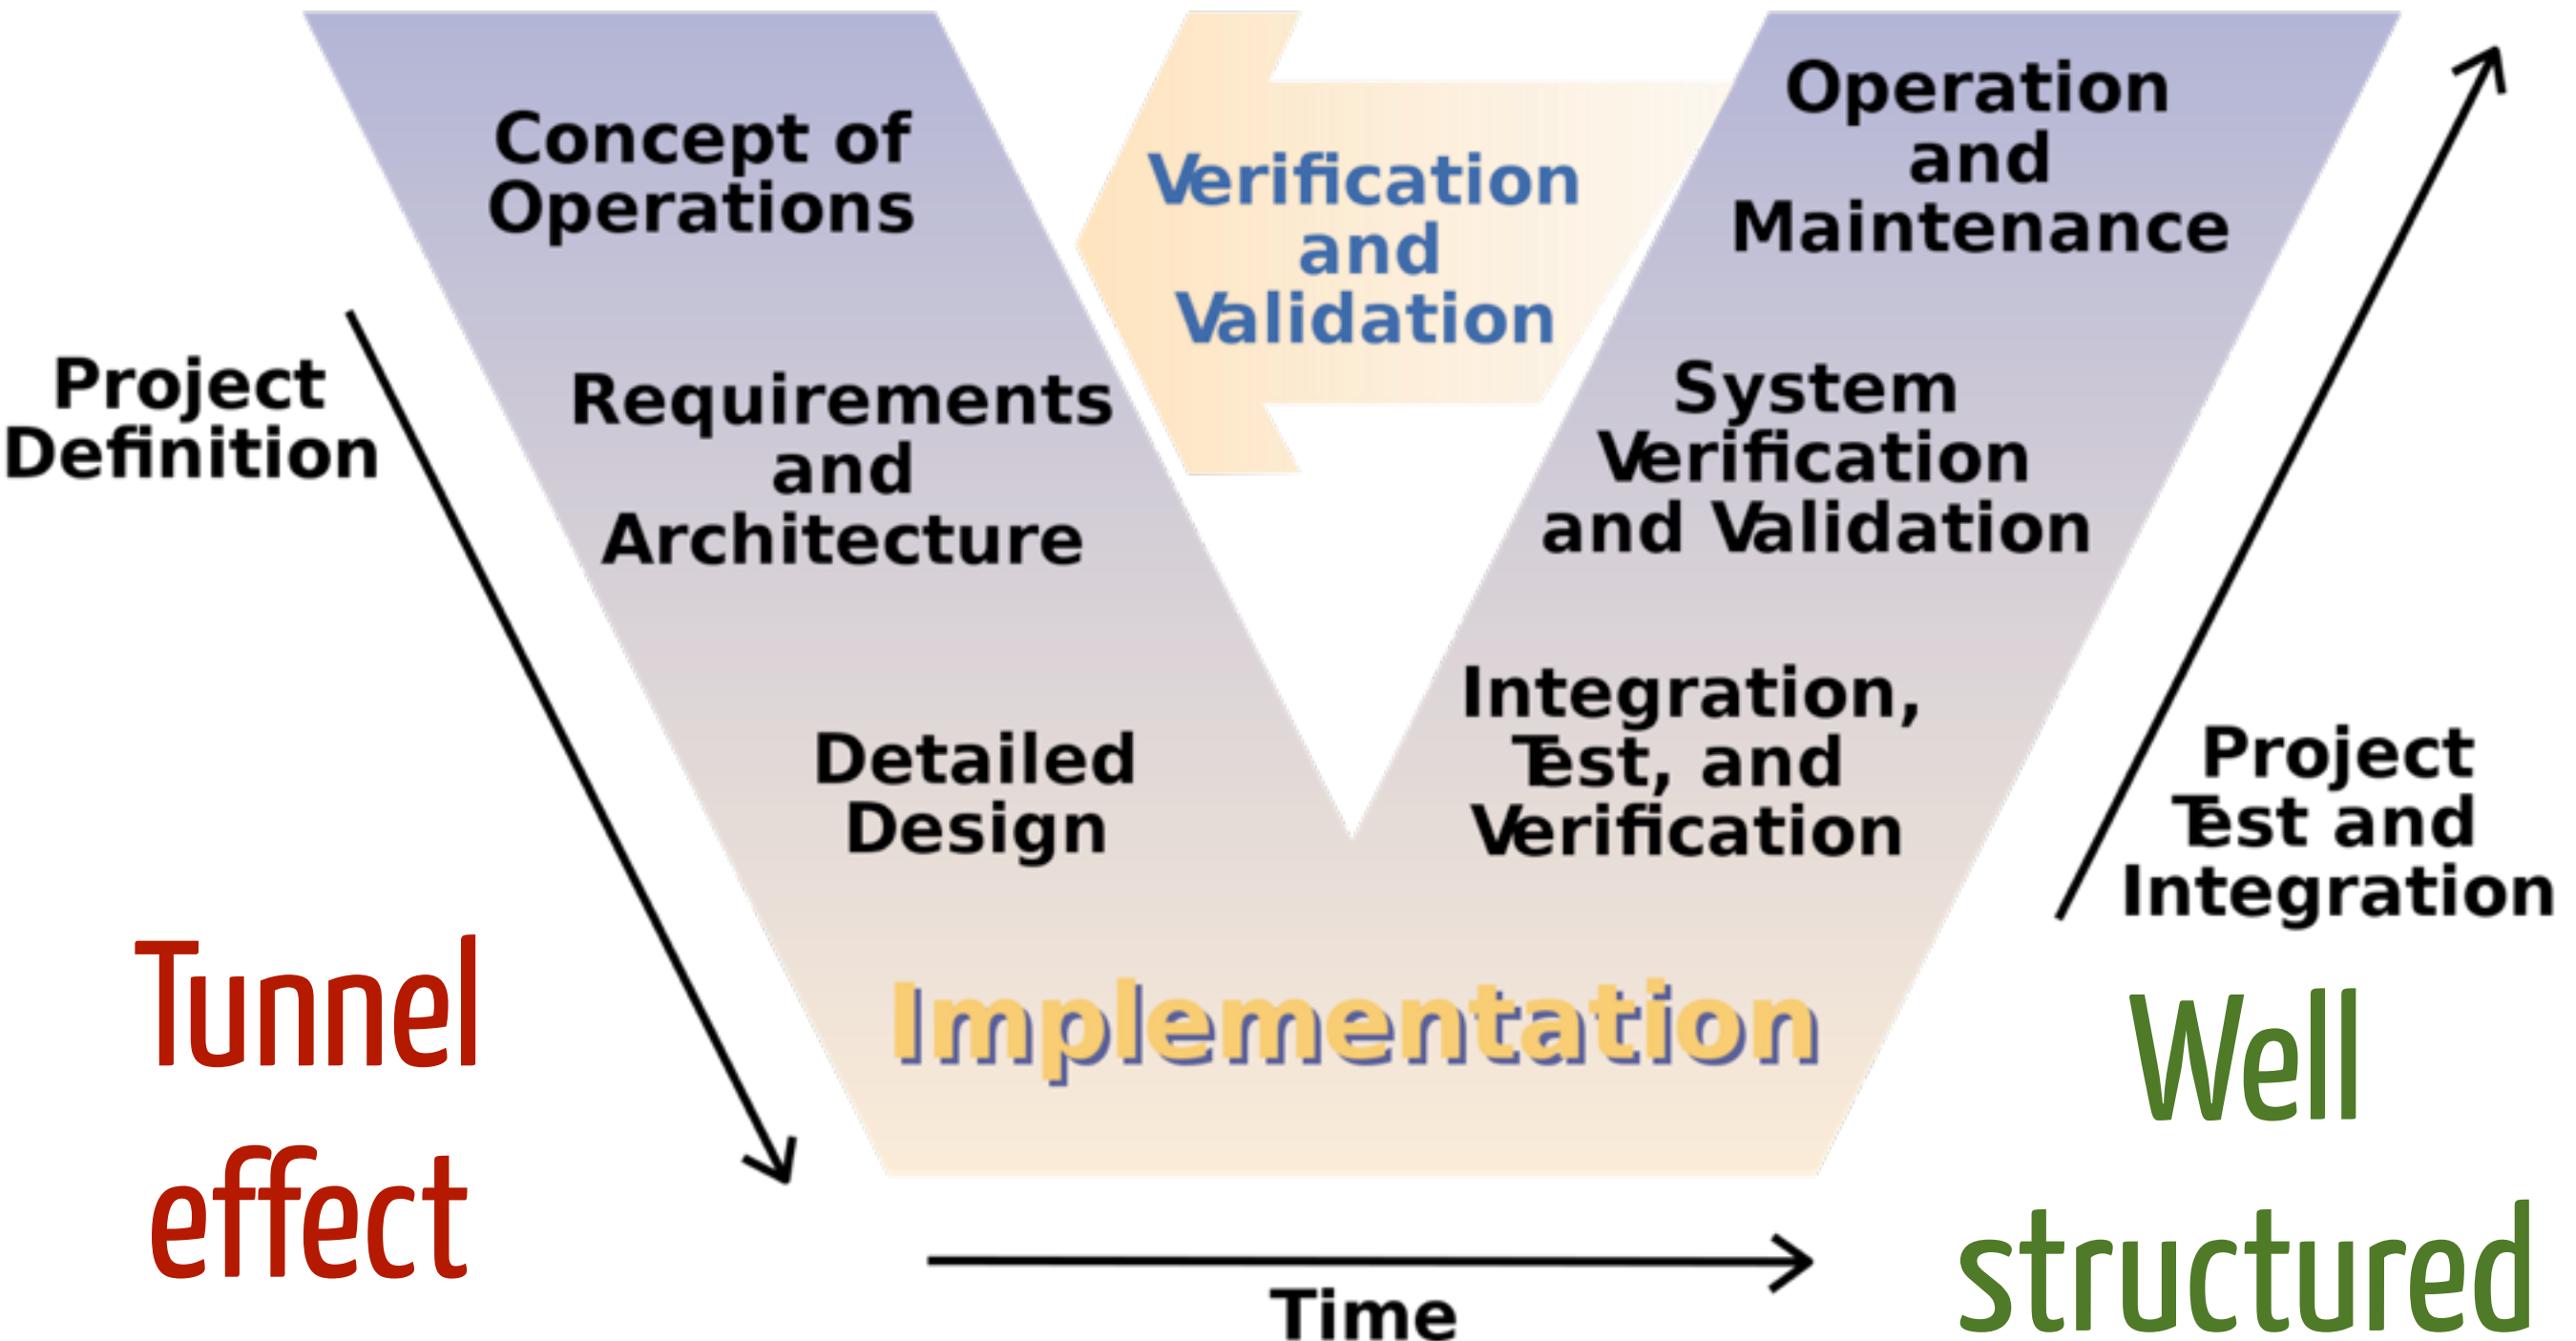 Concept of
Operations
Verification
and
Validation
Operation
and
Maintenance
Project
Definition
Requirements
and
Architecture
System
Verification
and Validation
Detailed
Design
Integration,
Test, and
Verification
Project
Test and
Integration
Implementation
Tunnel
effect
Well
structured
Time